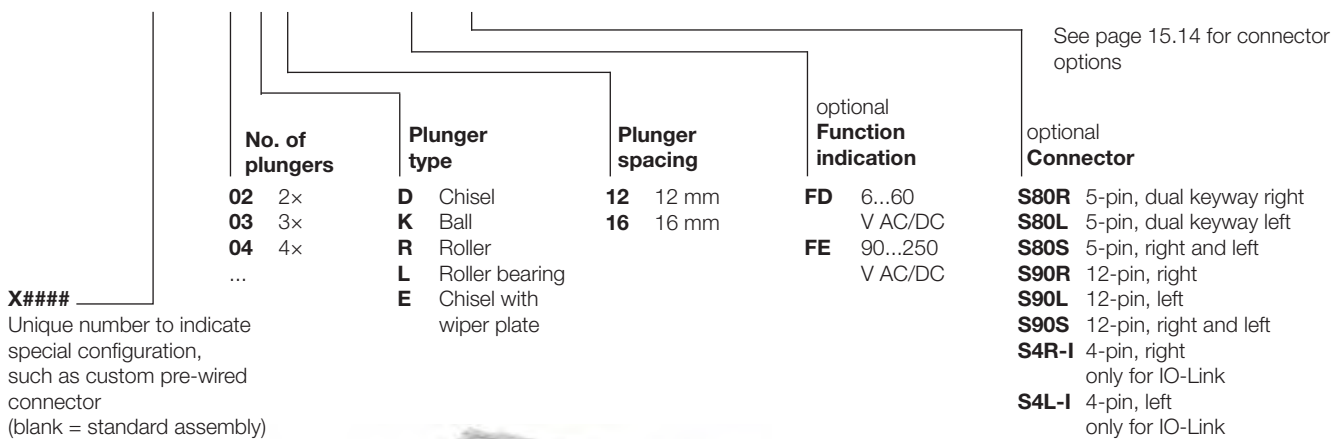 See page 15.14 for connector
options
No. of
plungers
02 2×
03 3×
04 4×
...
Plunger
type
D Chisel
K Ball
R Roller
L Roller bearing
E Chisel with
wiper plate
Plunger
spacing
12 12 mm
16 16 mm
optional
Function
indication
FD 6...60
V AC/DC
FE 90...250
V AC/DC
optional
Connector
S80R 5-pin, dual keyway right
S80L 5-pin, dual keyway left
S80S 5-pin, right and left
S90R 12-pin, right
S90L 12-pin, left
S90S 12-pin, right and left
S4R-I 4-pin, right
only for IO-Link
S4L-I 4-pin, left
only for IO-Link
X####
Unique number to indicate
special configuration,
such as custom pre-wired
connector
(blank = standard assembly)